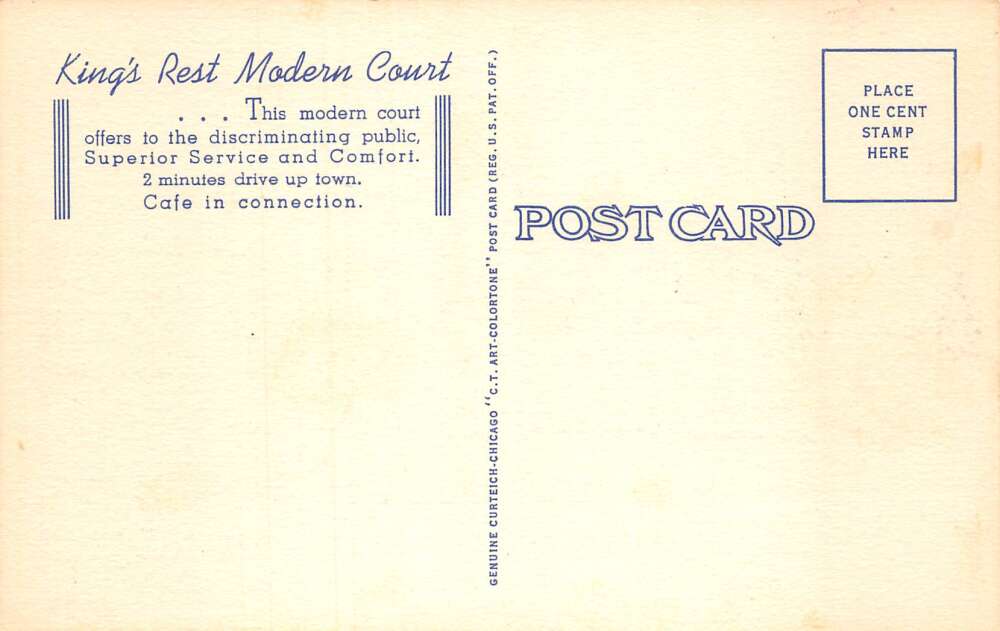 King's Rest Modern Court
. . . This modern court
offers to the discriminating public,
Superior Service and Comfort.
2 minutes drive up town.
Cafe in connection.
GENUINE CURTEICH-CHICAGO "C.T. ART-COLORTONE" POST CARD (REG. U.S. PAT. OFF.)
POST CARD
PLACE
ONE CENT
STAMP
HERE